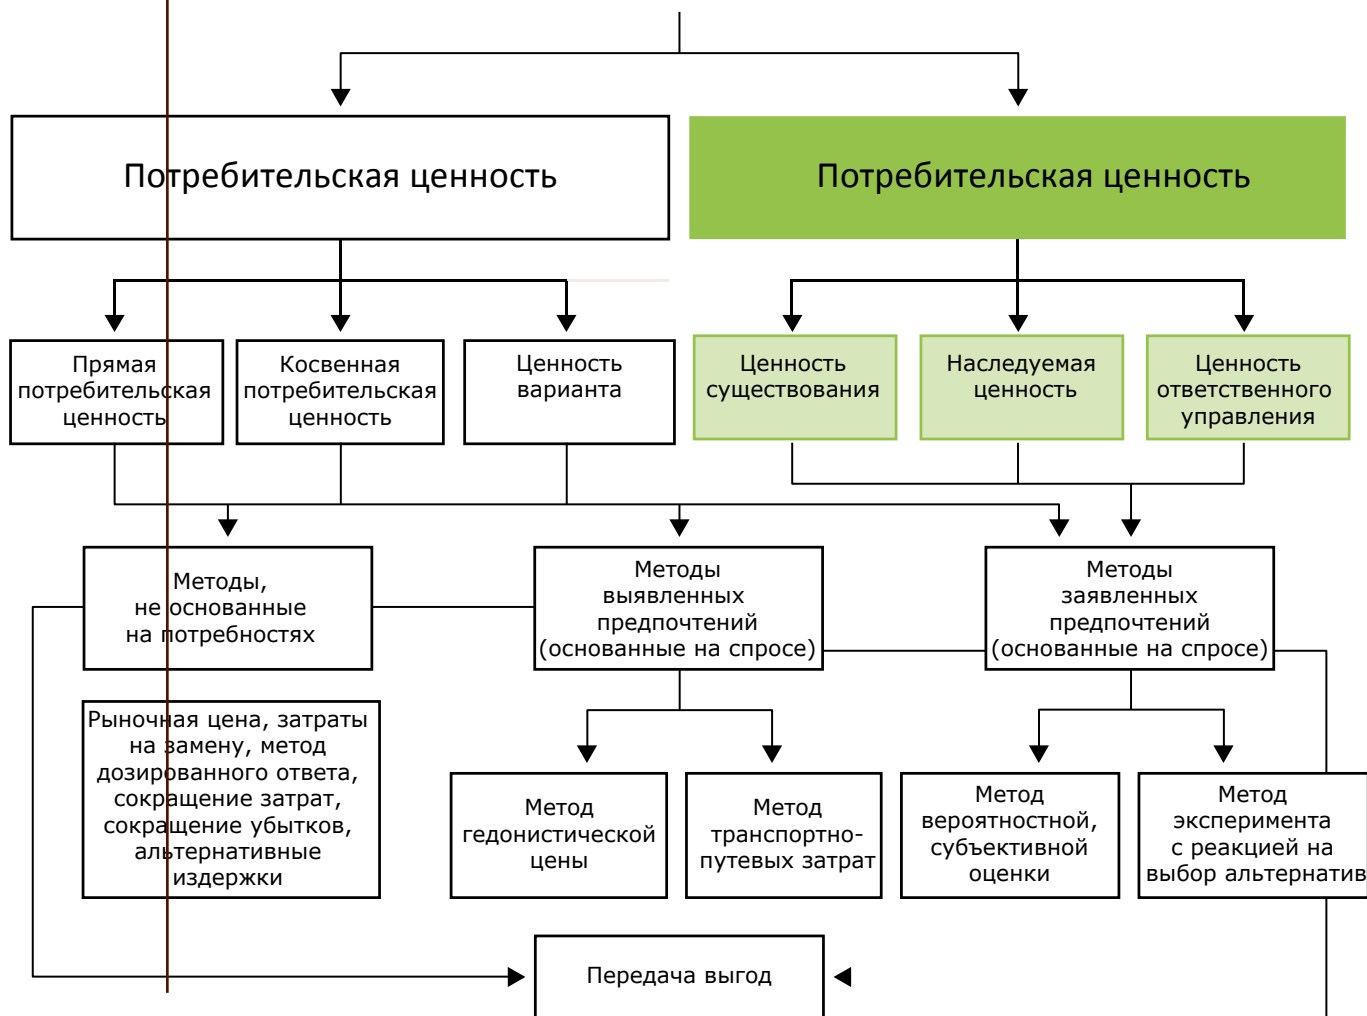 Потребительская ценность
Потребительская ценность
Прямая
потребительская
ценность
Косвенная
потребительская
ценность
Ценность
варианта
Ценность
существования
Наследуемая
ценность
Ценность
ответственного
управления
Методы,
не основанные
на потребностях
Методы
выявленных
предпочтений
(основанные на спросе)
Методы
заявленных
предпочтений
(основанные на спросе)
Рыночная цена, затраты
на замену, метод
дозированного ответа,
сокращение затрат,
сокращение убытков,
альтернативные
издержки
Метод
гедонистической
цены
Метод
транспортно-
путевых затрат
Метод
вероятностной,
субъективной
оценки
Метод
эксперимента
с реакцией на
выбор альтернатив
Передача выгод